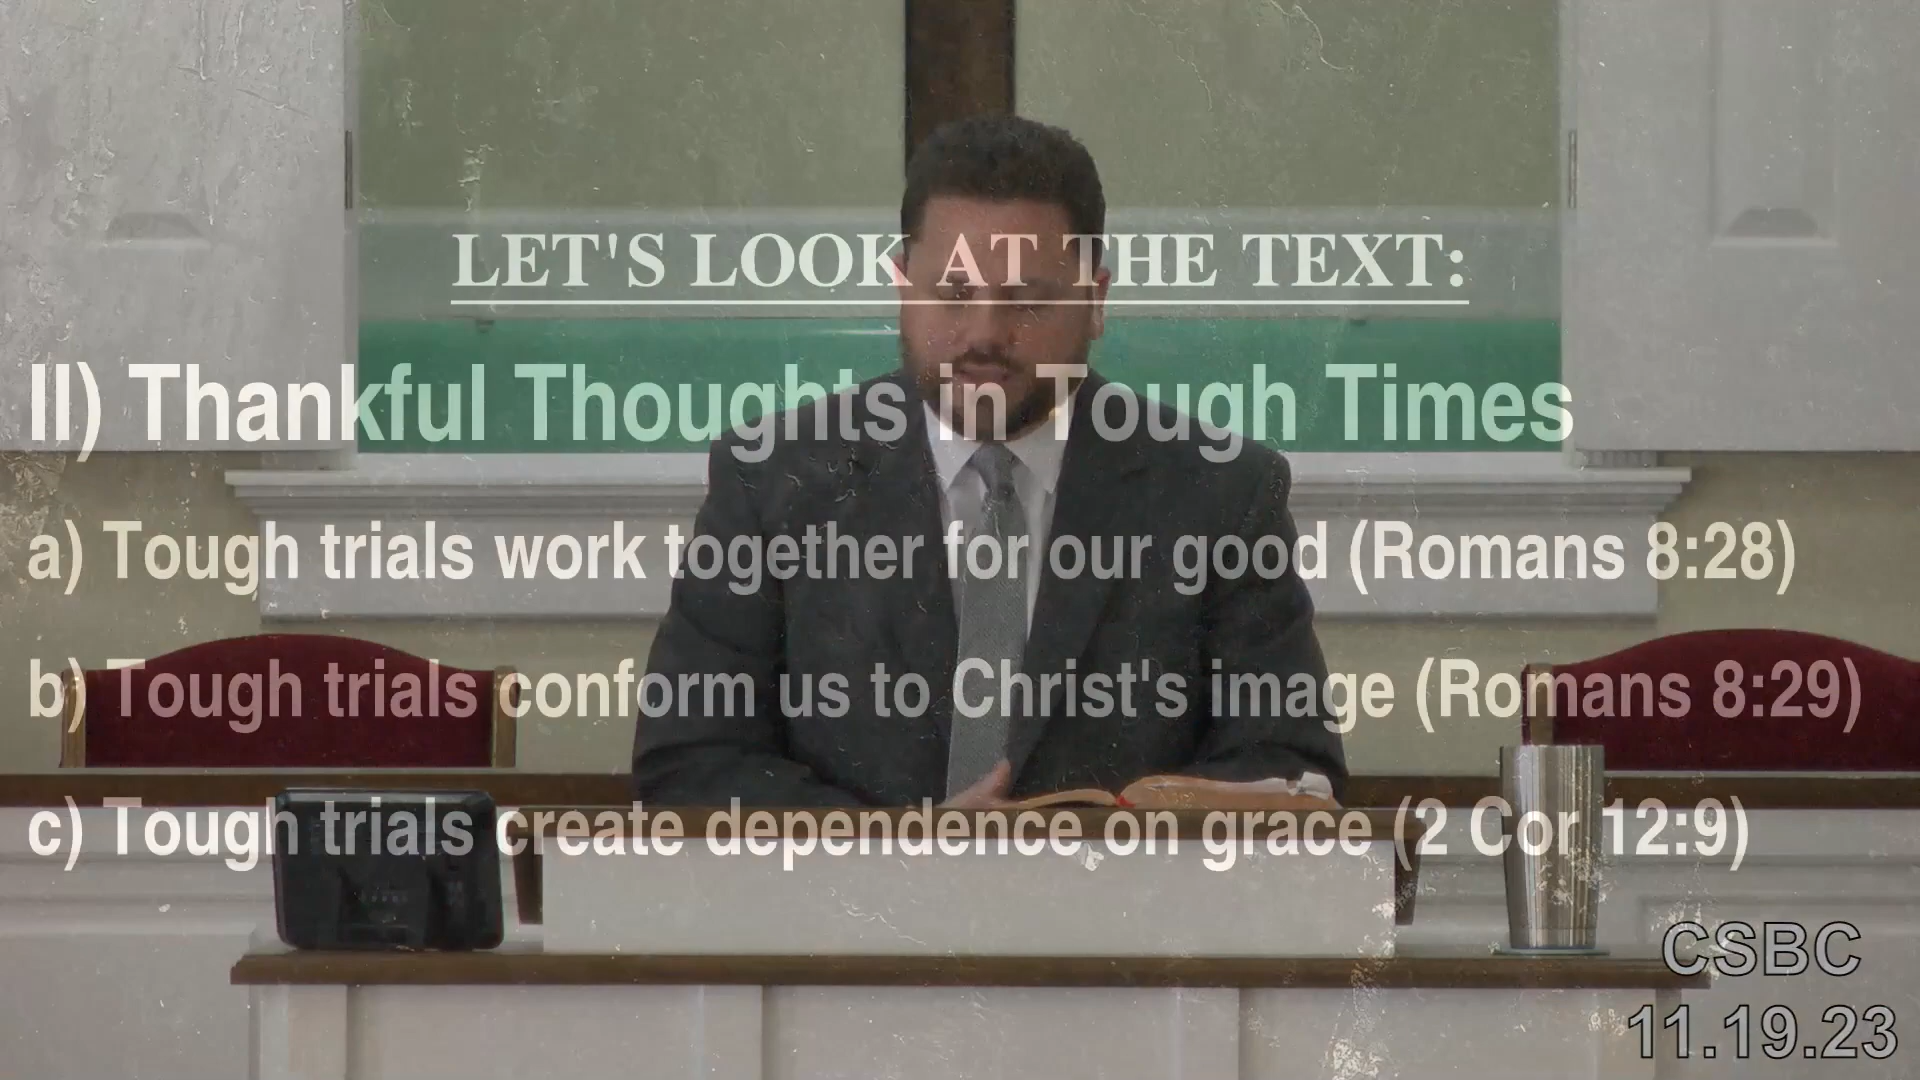 LET'S LOOK AT THE TEXT:
II) Thankful Thoughts in Tough Times
a) Tough trials work together for our good (Romans 8:28)
b) Tough trials conform us to Christ's image (Romans 8:29)
c) Tough trials create dependence on grace (2 Cor 12:9)
CSBC
11.19.23